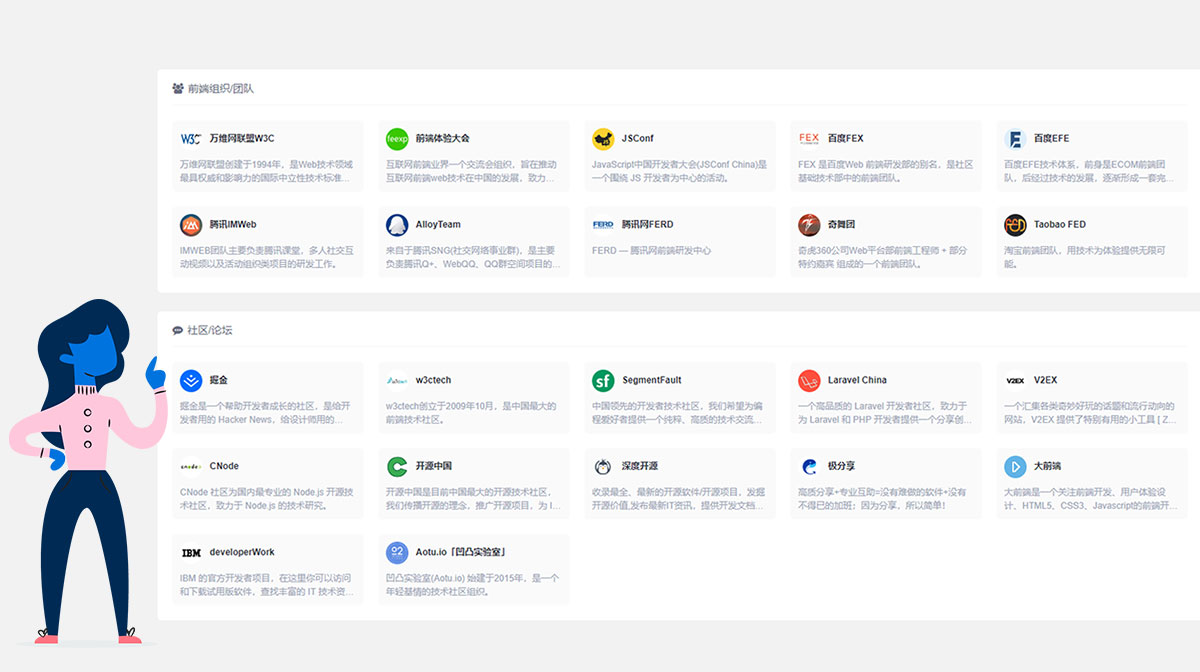 前端组织/团队
W3C 万维网联盟W3C
万维网联盟创建于1994年，是Web技术领域
最具权威和影响力的国际中立性技术标准...
feexp 前端体验大会
互联网前端业界一个交流会组织，旨在推动
互联网前端web技术在中国的发展，致力...
JS JSConf
JavaScript中国开发者大会(JSConf China)是
一个围绕 JS 开发者为中心的活动。
FEX 百度FEX
FEX 是百度Web 前端研发部的别名，是社区
基础技术部中的前端团队。
百度EFE
百度EFE技术体系，前身是ECOM前端团
队，后经过技术的发展，逐渐形成一套完...
腾讯IMWeb
IMWEB团队主要负责腾讯课堂，多人社交互
动视频以及活动组织类项目的研发工作。
AlloyTeam
来自于腾讯SNG(社交网络事业群)，是主要
负责腾讯Q+、WebQQ、QQ群空间项目的...
FERD 腾讯网FERD
FERD — 腾讯网前端研发中心
奇舞团
奇虎360公司Web平台部前端工程师 + 部分
特约嘉宾 组成的一个前端团队。
FED Taobao FED
淘宝前端团队，用技术为体验提供无限可
能。
社区/论坛
掘金
掘金是一个帮助开发者成长的社区，是给开
发者用的 Hacker News，给设计师用的...
w3ctech
w3ctech创立于2009年10月，是中国最大的
前端技术社区。
sf SegmentFault
中国领先的开发者技术社区，我们希望为编
程爱好者提供一个纯粹、高质的技术交流...
Laravel China
一个高品质的 Laravel 开发者社区，致力于
为 Laravel 和 PHP 开发者提供一个分享创...
V2EX V2EX
一个汇集各类奇妙好玩的话题和流行动向的
网站，V2EX 提供了特别有用的小工具 [ Z...
cnode CNode
CNode 社区为国内最专业的 Node.js 开源技
术社区，致力于 Node.js 的技术研究。
开源中国
开源中国是目前中国最大的开源技术社区，
我们传播开源的理念，推广开源项目，为 I...
深度开源
收录最全、最新的开源软件/开源项目，发掘
开源价值,发布最新IT资讯，提供开发文档...
极分享
高质分享+专业互助=没有难做的软件+没有
不得已的加班；因为分享，所以简单！
大前端
大前端是一个关注前端开发、用户体验设
计、HTML5、CSS3、Javascript的前端开...
IBM developerWork
IBM 的官方开发者项目，在这里你可以访问
和下载试用版软件，查找丰富的 IT 技术资...
Aotu.io「凹凸实验室」
凹凸实验室(Aotu.io) 始建于2015年，是一个
年轻基情的技术社区组织。